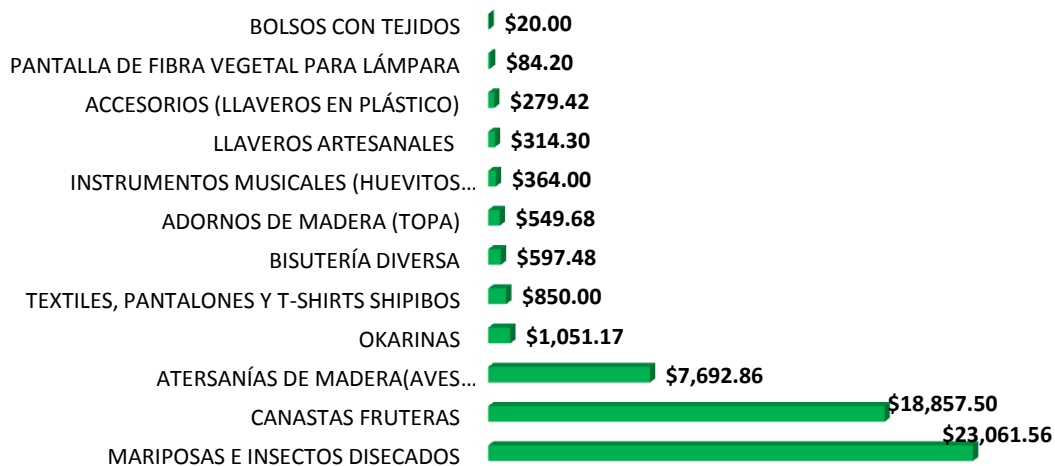 BOLSOS CON TEJIDOS $20.00
PANTALLA DE FIBRA VEGETAL PARA LÁMPARA $84.20
ACCESORIOS (LLAVEROS EN PLÁSTICO) $279.42
LLAVEROS ARTESANALES $314.30
INSTRUMENTOS MUSICALES (HUEVITOS… $364.00
ADORNOS DE MADERA (TOPA) $549.68
BISUTERÍA DIVERSA $597.48
TEXTILES, PANTALONES Y T-SHIRTS SHIPIBOS $850.00
OKARINAS $1,051.17
ATERSANÍAS DE MADERA(AVES… $7,692.86
CANASTAS FRUTERAS $18,857.50
MARIPOSAS E INSECTOS DISECADOS $23,061.56